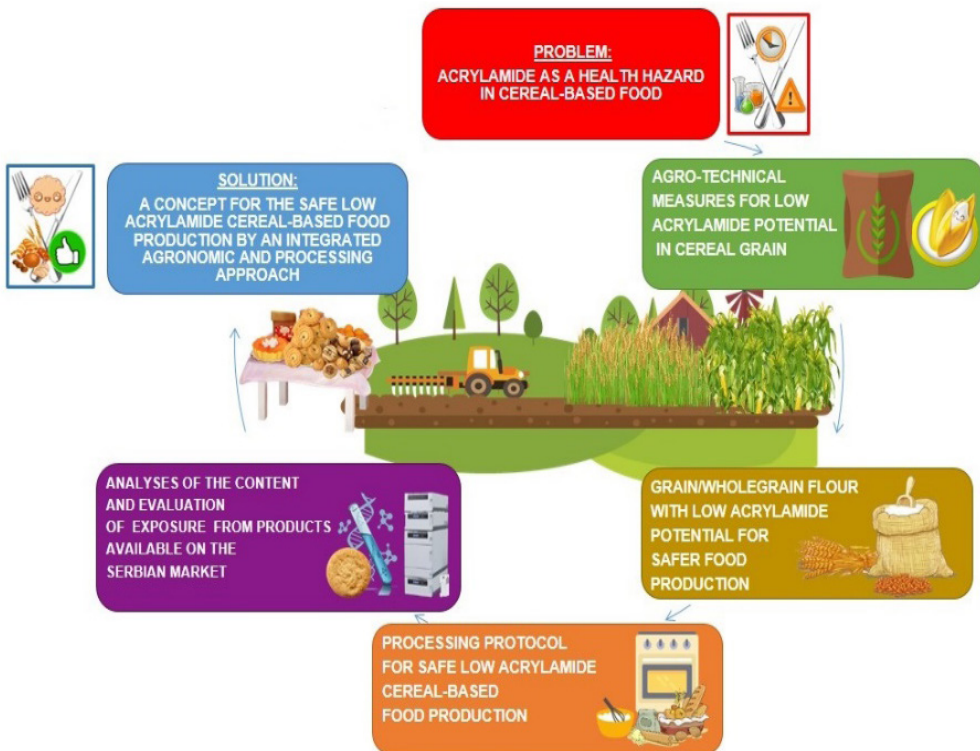 PROBLEM:
ACRYLAMIDE AS A HEALTH HAZARD
IN CEREAL-BASED FOOD
AGRO-TECHNICAL
MEASURES FOR LOW
ACRYLAMIDE POTENTIAL
IN CEREAL GRAIN
GRAIN/WHOLEGRAIN FLOUR
WITH LOW ACRYLAMIDE
POTENTIAL FOR
SAFER FOOD
PRODUCTION
PROCESSING PROTOCOL
FOR SAFE LOW ACRYLAMIDE
CEREAL-BASED
FOOD PRODUCTION
ANALYSES OF THE CONTENT
AND EVALUATION
OF EXPOSURE FROM PRODUCTS
AVAILABLE ON THE
SERBIAN MARKET
SOLUTION:
A CONCEPT FOR THE SAFE LOW
ACRYLAMIDE CEREAL-BASED FOOD
PRODUCTION BY AN INTEGRATED
AGRONOMIC AND PROCESSING
APPROACH